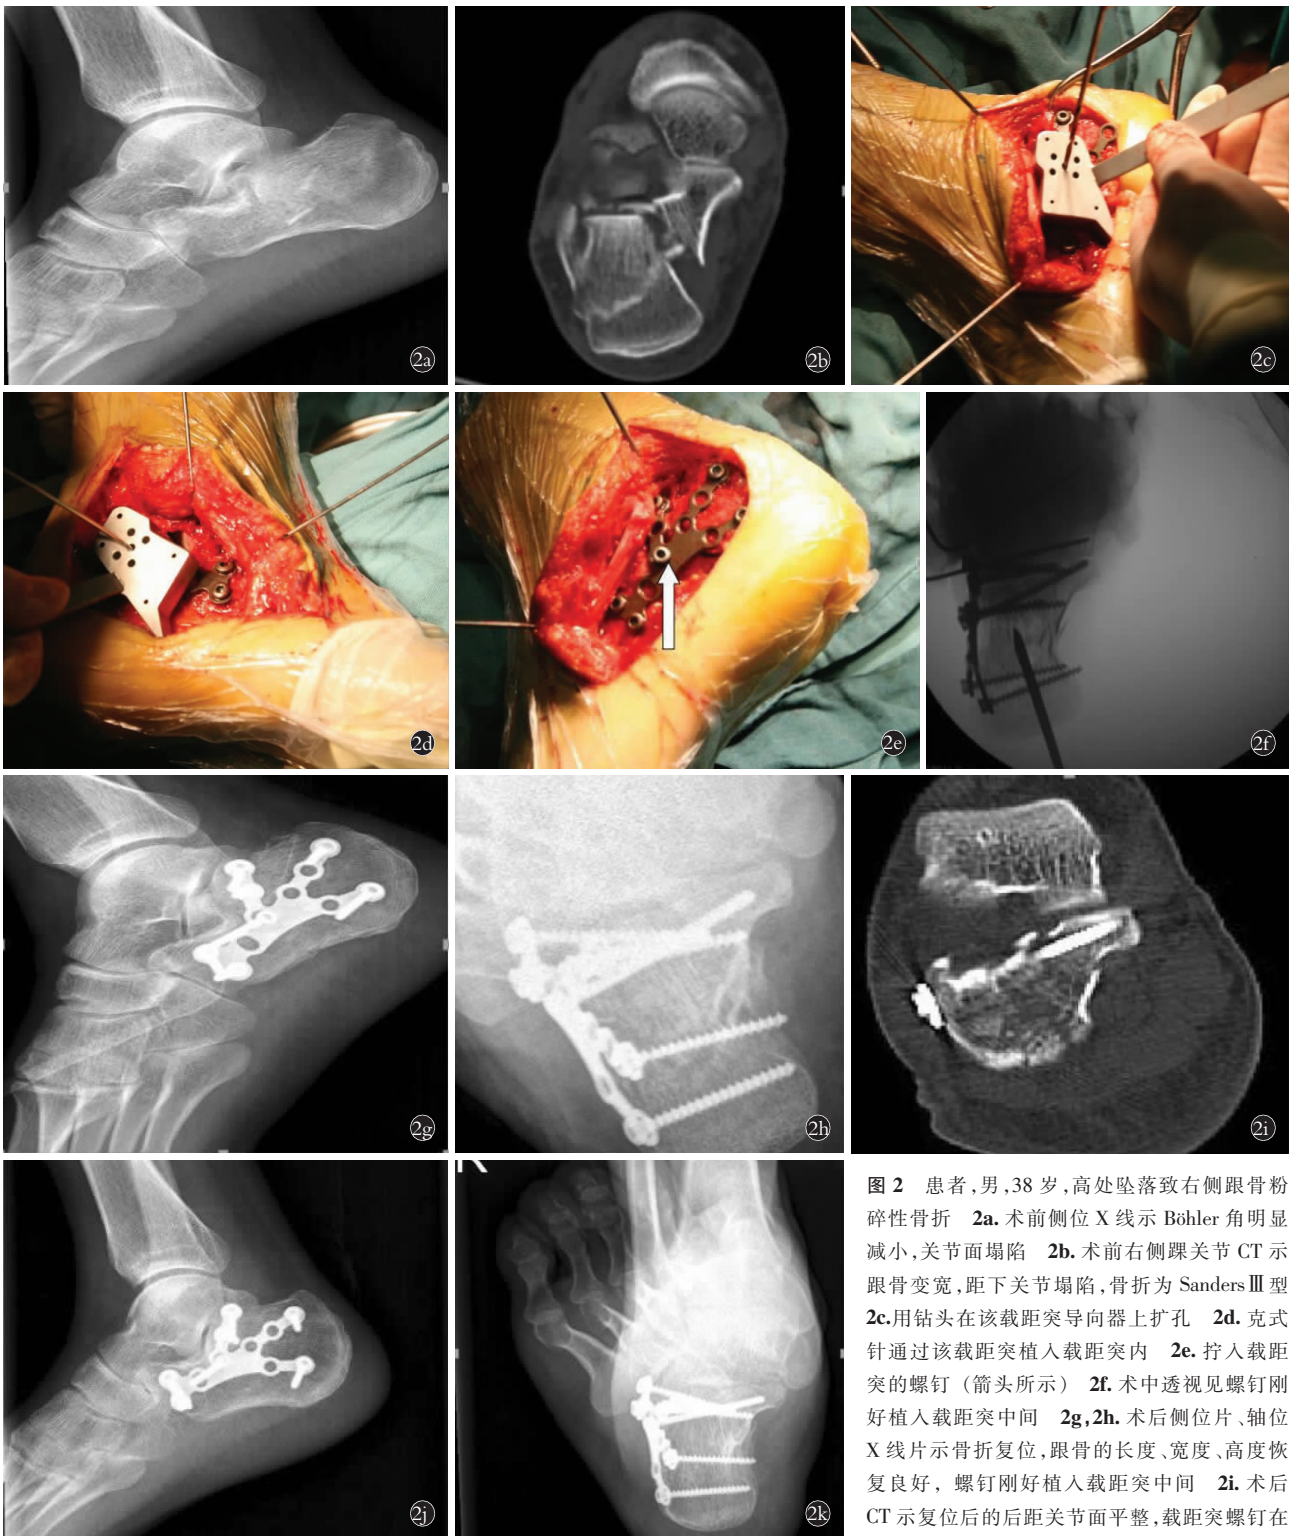 2a
2b
2c
2d
2e
2f
2g
2h
2i
R
2j
2k
图 2 患者,男,38 岁,高处坠落致右侧跟骨粉
碎性骨折 2a. 术前侧位 X 线示 Böhler 角明显
减小,关节面塌陷 2b. 术前右侧踝关节 CT 示
跟骨变宽,距下关节塌陷,骨折为 Sanders Ⅲ 型
2c.用钻头在该载距突导向器上扩孔 2d. 克式
针通过该载距突植入载距突内 2e. 拧入载距
突的螺钉（箭头所示） 2f. 术中透视见螺钉刚
好植入载距突中间 2g,2h. 术后侧位片、轴位
X 线片示骨折复位,跟骨的长度、宽度、高度恢
复良好, 螺钉刚好植入载距突中间 2i. 术后
CT 示复位后的后距关节面平整,载距突螺钉在